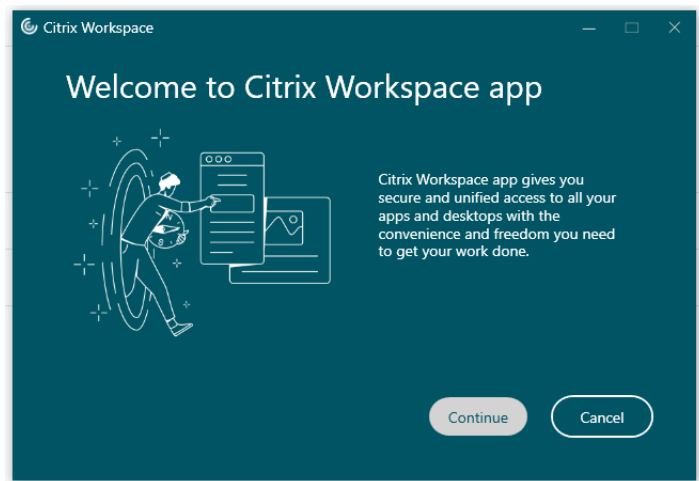 Citrix Workspace
Welcome to Citrix Workspace app
Citrix Workspace app gives you
secure and unified access to all your
apps and desktops with the
convenience and freedom you need
to get your work done.
Continue
Cancel